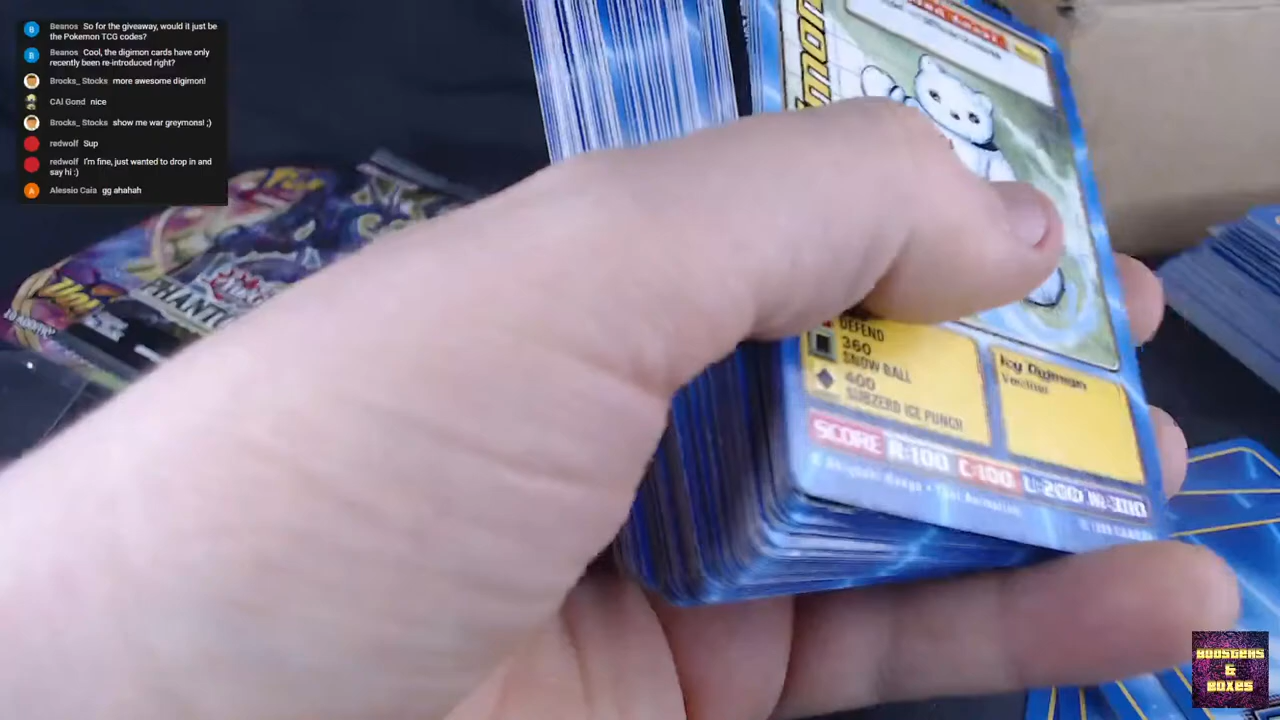 Beanos So for the giveaway, would it just be
the Pokemon TCG codes?
Beanos Cool, the digimon cards have only
recently been re-introduced right?
Brocks_Stocks more awesome digimon!
CAl Gond nice
Brocks_Stocks show me war greymons! ;)
redwolf Sup
redwolf I'm fine, just wanted to drop in and
say hi :)
Alessio Caia gg ahahah
DEFEND
360
SNOW BALL
400
SUBZERO ICE PUNCH
Icy Digimon
Vaccine
SCORE R:100 C:100 U:200 M:300
BOOSTERS
&
BOXES